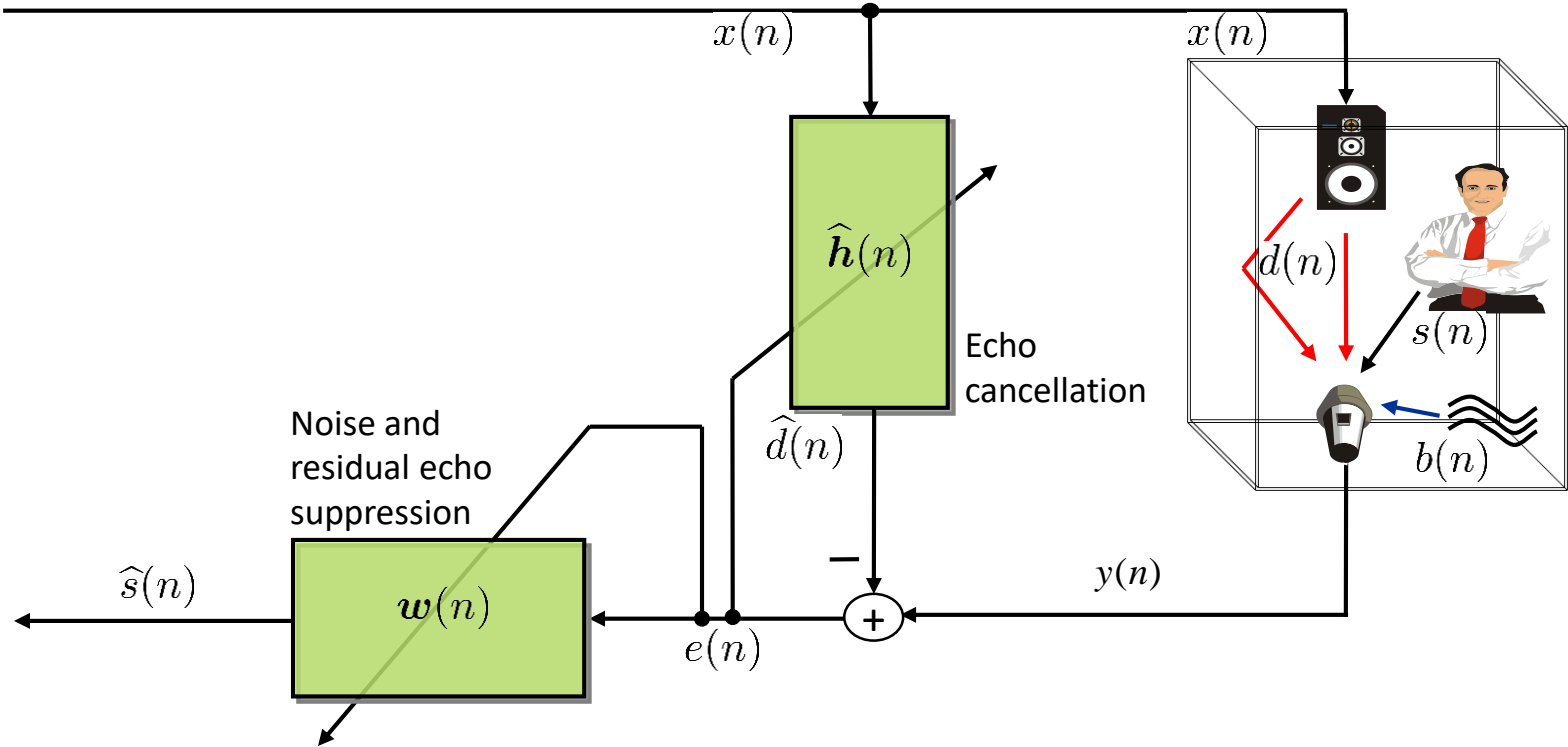 x(n)
x(n)
ĥ(n)
d(n)
s(n)
Echo
cancellation
Noise and
residual echo
suppression
d̂(n)
b(n)
−
ŝ(n)
w(n)
y(n)
+
e(n)